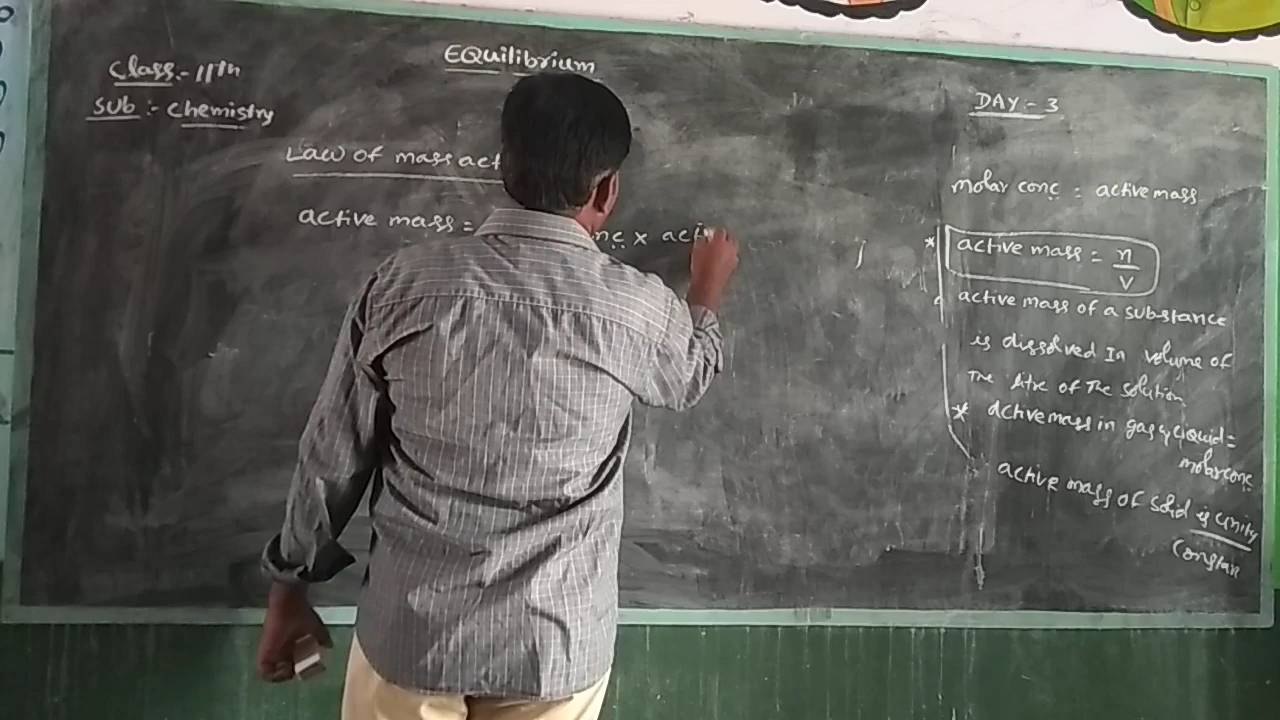 Class:- 11th
Sub :- Chemistry
EQuilibrium
Law of mass act
active mass = nc × acti
DAY:- 3
molar conc = active mass
* active mass = n/V
active mass of a substance
is dissolved In volume of
The litre of The solution
* active mass in gas & liquid =
molar conc
active mass of solid is unity
constan